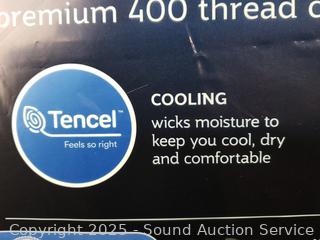 premium 400 thread c
Tencel™
Feels so right
COOLING
wicks moisture to
keep you cool, dry
and comfortable
Copyright 2025 - Sound Auction Service